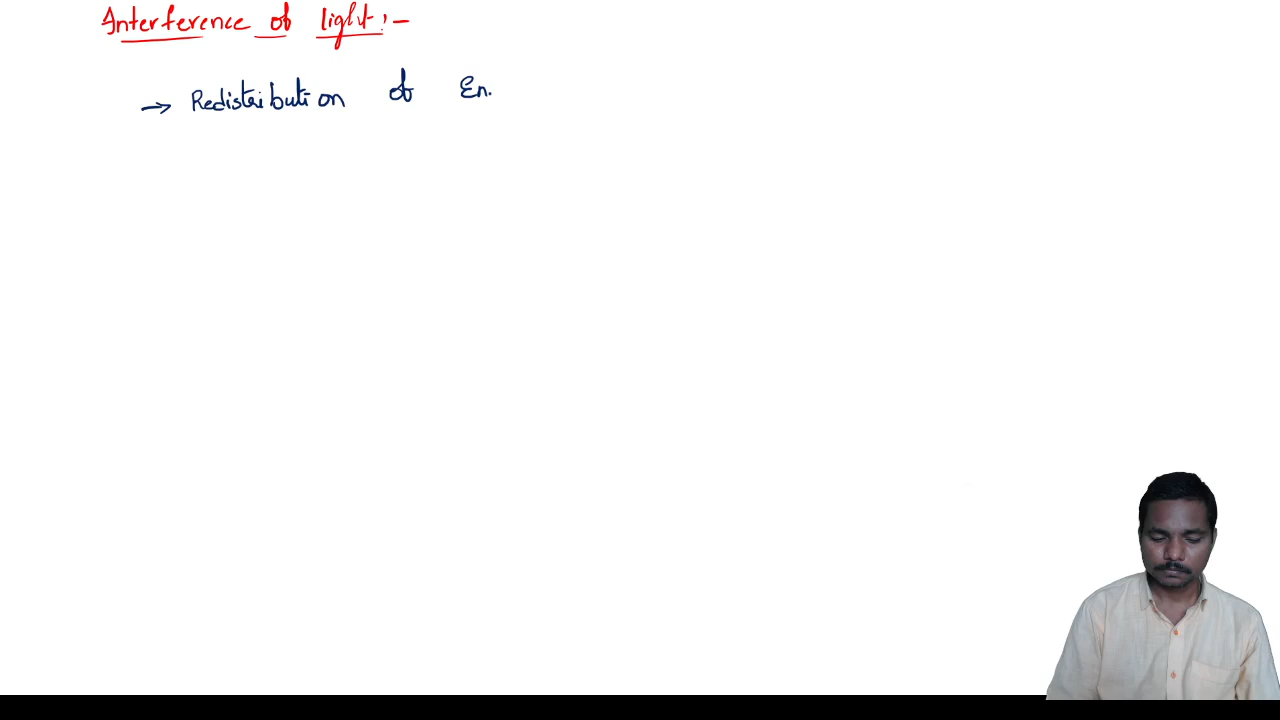 Interference of light:-
→ Redistribution of En.